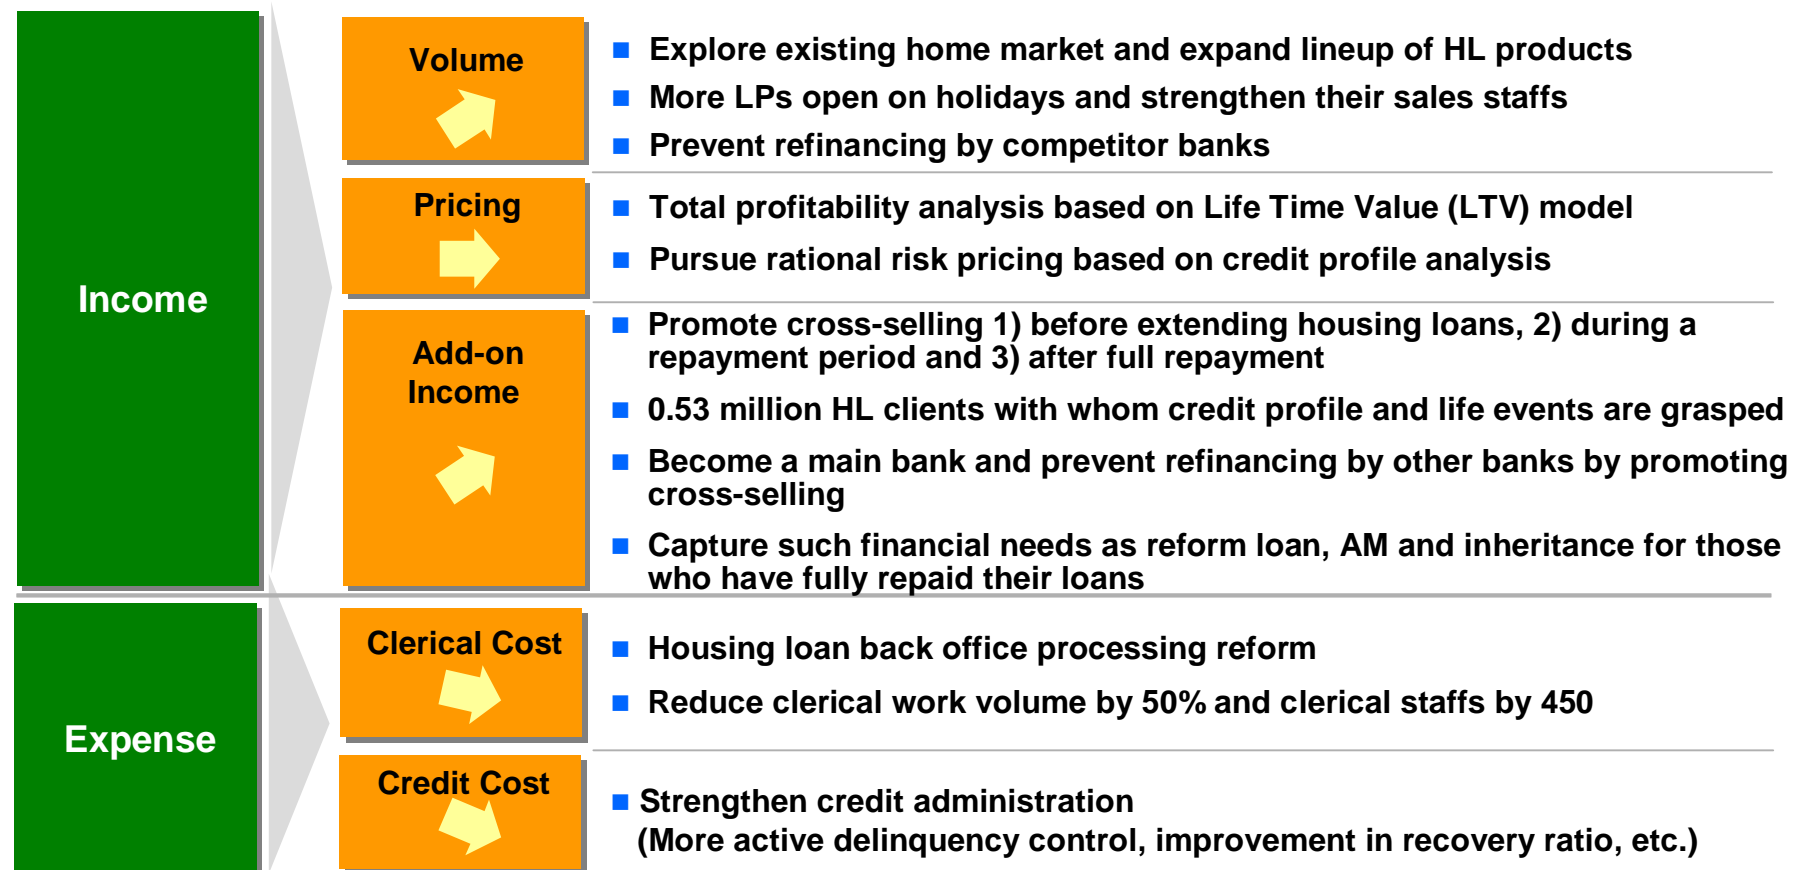 Income
Volume
Explore existing home market and expand lineup of HL products
More LPs open on holidays and strengthen their sales staffs
Prevent refinancing by competitor banks
Pricing
Total profitability analysis based on Life Time Value (LTV) model
Pursue rational risk pricing based on credit profile analysis
Add-on
Income
Promote cross-selling 1) before extending housing loans, 2) during a
repayment period and 3) after full repayment
0.53 million HL clients with whom credit profile and life events are grasped
Become a main bank and prevent refinancing by other banks by promoting
cross-selling
Capture such financial needs as reform loan, AM and inheritance for those
who have fully repaid their loans
Expense
Clerical Cost
Housing loan back office processing reform
Reduce clerical work volume by 50% and clerical staffs by 450
Credit Cost
Strengthen credit administration
(More active delinquency control, improvement in recovery ratio, etc.)